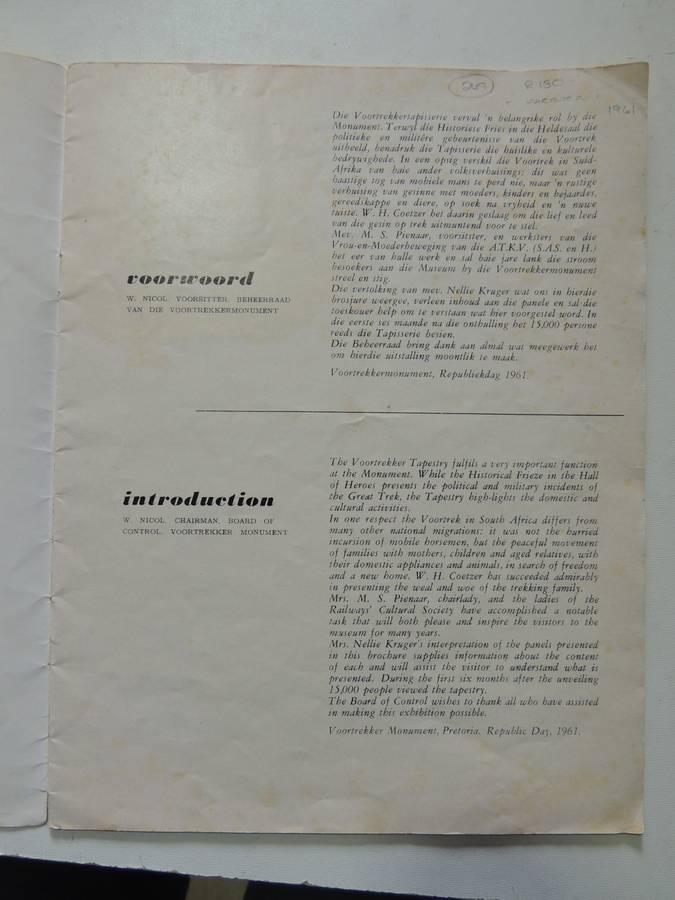 269
R130
1961
Die Voortrekkertapisserie vervul 'n belangrike rol by die
Monument. Terwyl die Historiese Fries in die Heldesaal die
politieke en militêre gebeurtenisse van die Voortrek
uitbeeld, benadruk die Tapisserie die huislike en kulturele
bedrywighede. In een opsig verskil die Voortrek in Suid-
Afrika van baie ander volksverhuisings: dit was geen
haastige tog van mobiele mans te perd nie, maar 'n rustige
verhuising van gesinne met moeders, kinders en bejaardes,
gereedskappe en diere, op soek na vryheid en 'n nuwe
tuiste. W. H. Coetzer het daarin geslaag om die lief en leed
van die gesin op trek uitmuntend voor te stel.
Mev. M. S. Pienaar, voorsitster, en werksters van die
Vrou-en-Moederbeweging van die A.T.K.V. (S.A.S. en H.)
het eer van hulle werk en sal baie jare lank die stroom
besoekers aan die Museum by die Voortrekkermonument
streel en stig.
Die vertolking van mev. Nellie Kruger wat ons in hierdie
brosjure weergee, verleen inhoud aan die panele en sal die
toeskouer help om te verstaan wat hier voorgestel word. In
die eerste ses maande na die onthulling het 15,000 persone
reeds die Tapisserie besien.
Die Beheerraad bring dank aan almal wat meegewerk het
om hierdie uitstalling moontlik te maak.
Voortrekkermonument, Republiekdag 1961.
voorwoord
W. NICOL, VOORSITTER, BEHEERRAAD
VAN DIE VOORTREKKERMONUMENT
The Voortrekker Tapestry fulfils a very important function
at the Monument. While the Historical Frieze in the Hall
of Heroes presents the political and military incidents of
the Great Trek, the Tapestry high-lights the domestic and
cultural activities.
In one respect the Voortrek in South Africa differs from
many other national migrations: it was not the hurried
incursion of mobile horsemen, but the peaceful movement
of families with mothers, children and aged relatives, with
their domestic appliances and animals, in search of freedom
and a new home. W. H. Coetzer has succeeded admirably
in presenting the weal and woe of the trekking family.
Mrs. M. S. Pienaar, chairlady, and the ladies of the
Railways' Cultural Society have accomplished a notable
task that will both please and inspire the visitors to the
museum for many years.
Mrs. Nellie Kruger's interpretation of the panels presented
in this brochure supplies information about the content
of each and will assist the visitor to understand what is
presented. During the first six months after the unveiling
15,000 people viewed the tapestry.
The Board of Control wishes to thank all who have assisted
in making this exhibition possible.
Voortrekker Monument, Pretoria. Republic Day, 1961.
introduction
W. NICOL, CHAIRMAN, BOARD OF
CONTROL, VOORTREKKER MONUMENT